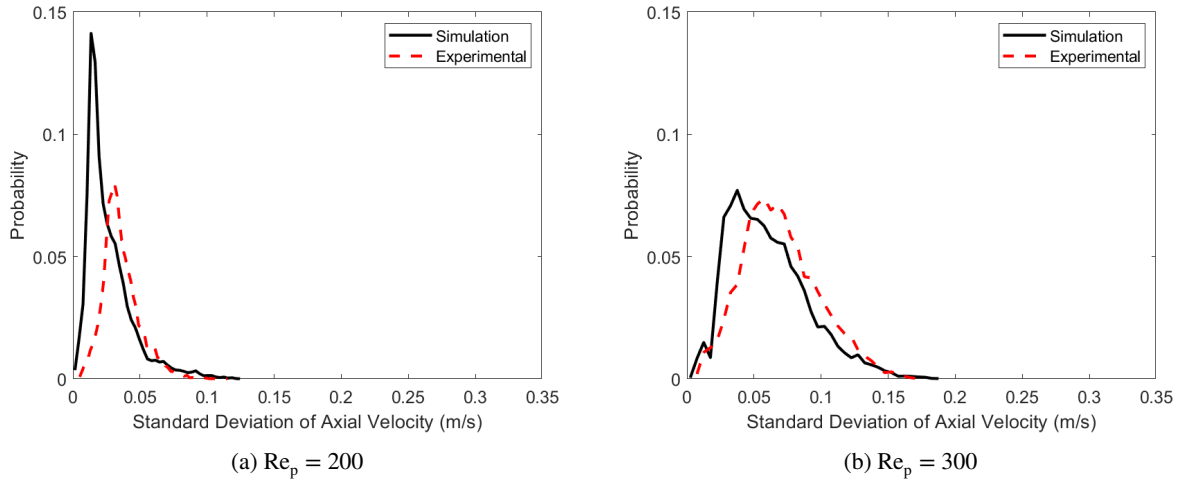 0.15
0.1
0.05
0
Probability
Simulation
Experimental
0 0.05 0.1 0.15 0.2 0.25 0.3 0.35
Standard Deviation of Axial Velocity (m/s)
(a) Reₚ = 200
0.15
0.1
0.05
0
Probability
Simulation
Experimental
0 0.05 0.1 0.15 0.2 0.25 0.3 0.35
Standard Deviation of Axial Velocity (m/s)
(b) Reₚ = 300